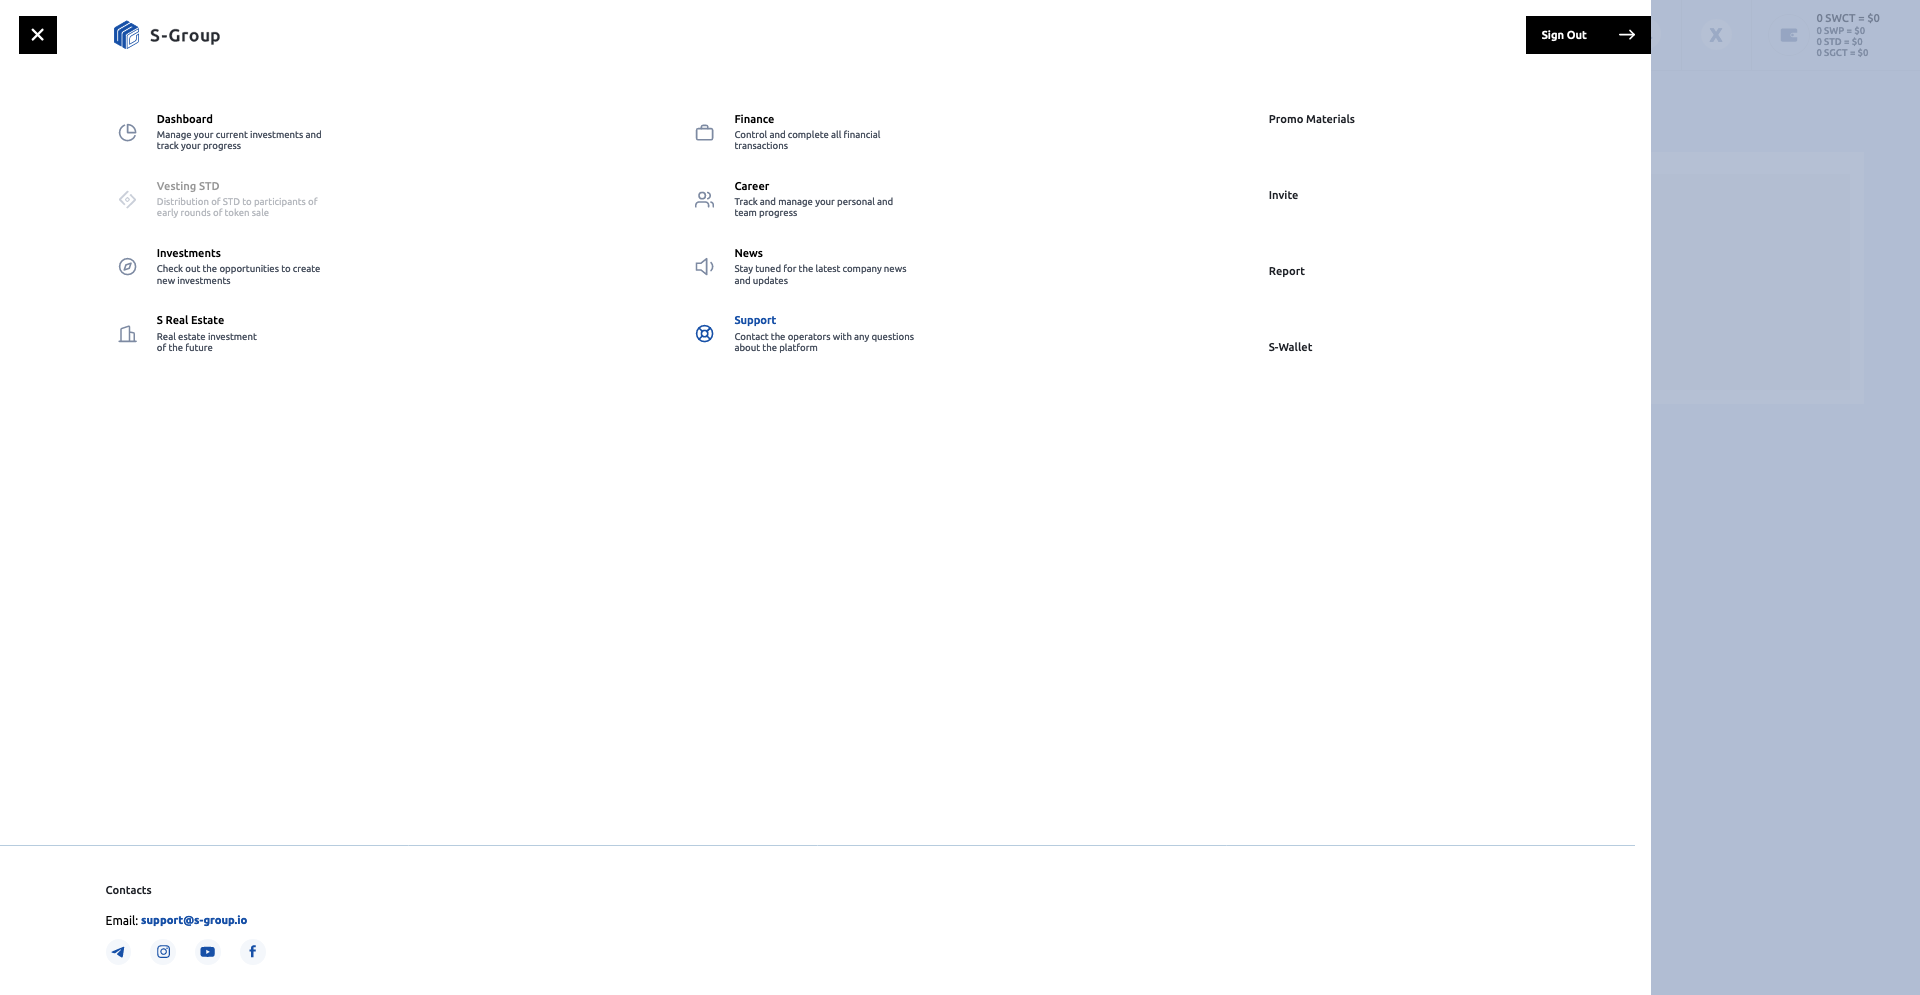 S-Group
Sign Out
X
0 SWCT = $0
0 SWP = $0
0 STD = $0
0 SGCT = $0
Dashboard
Manage your current investments and
track your progress
Vesting STD
Distribution of STD to participants of
early rounds of token sale
Investments
Check out the opportunities to create
new investments
S Real Estate
Real estate investment
of the future
Finance
Control and complete all financial
transactions
Career
Track and manage your personal and
team progress
News
Stay tuned for the latest company news
and updates
Support
Contact the operators with any questions
about the platform
Promo Materials
Invite
Report
S-Wallet
Contacts
Email: support@s-group.io